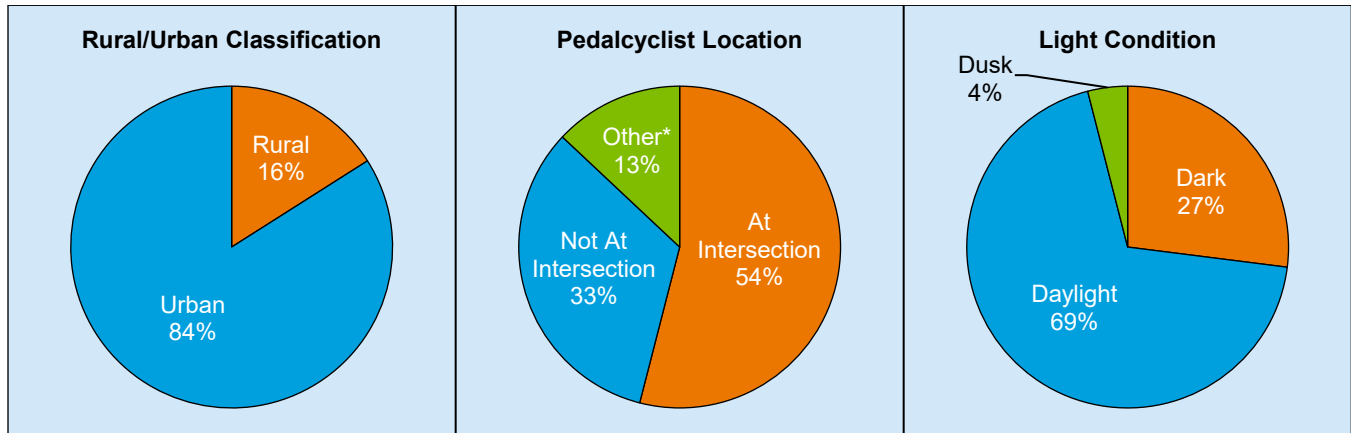 Rural/Urban Classification
Rural
16%
Urban
84%
Pedalcyclist Location
Other*
13%
At
Intersection
54%
Not At
Intersection
33%
Light Condition
Dusk
4%
Dark
27%
Daylight
69%